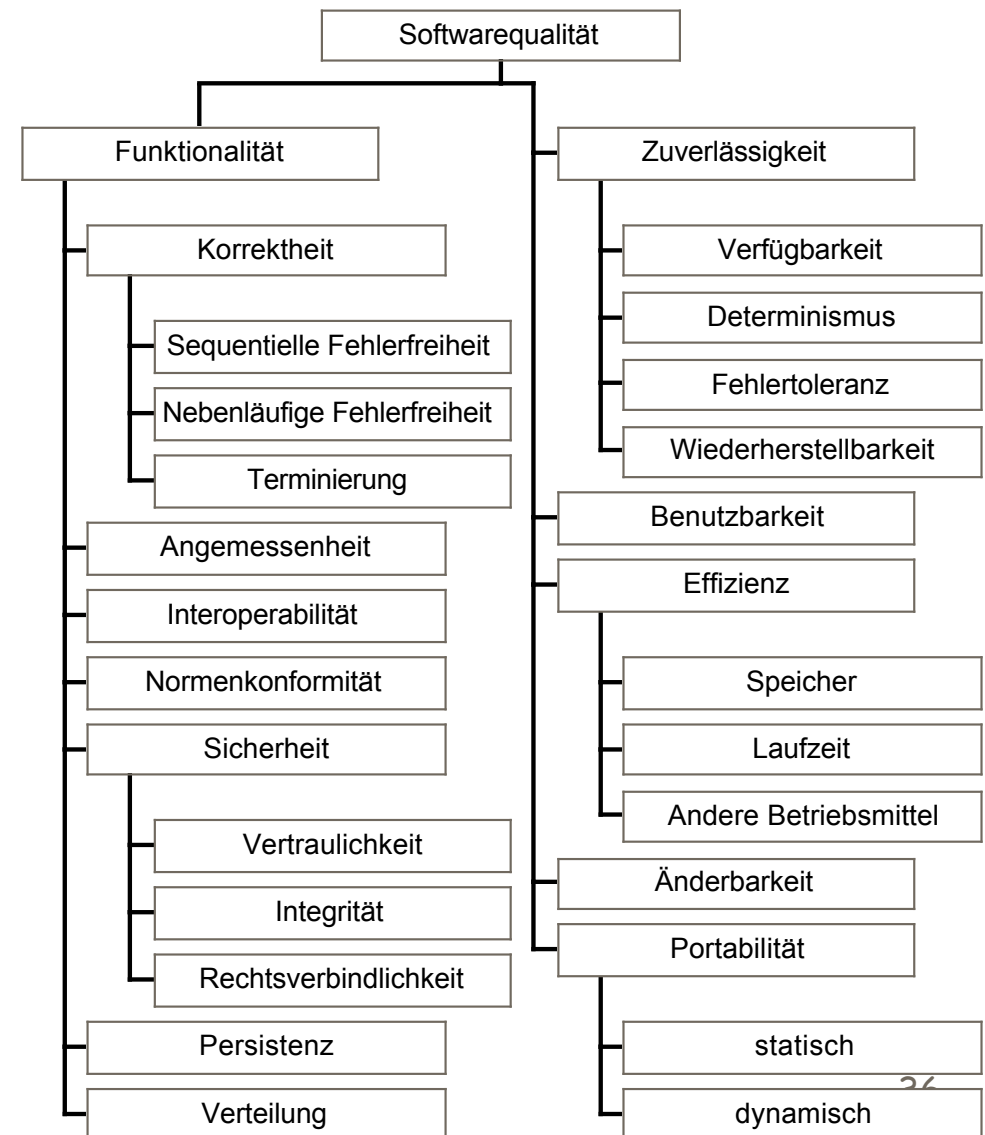 Softwarequalität
Funktionalität
Korrektheit
Sequentielle Fehlerfreiheit
Nebenläufige Fehlerfreiheit
Terminierung
Angemessenheit
Interoperabilität
Normenkonformität
Sicherheit
Vertraulichkeit
Integrität
Rechtsverbindlichkeit
Persistenz
Verteilung
Zuverlässigkeit
Verfügbarkeit
Determinismus
Fehlertoleranz
Wiederherstellbarkeit
Benutzbarkeit
Effizienz
Speicher
Laufzeit
Andere Betriebsmittel
Änderbarkeit
Portabilität
statisch
dynamisch